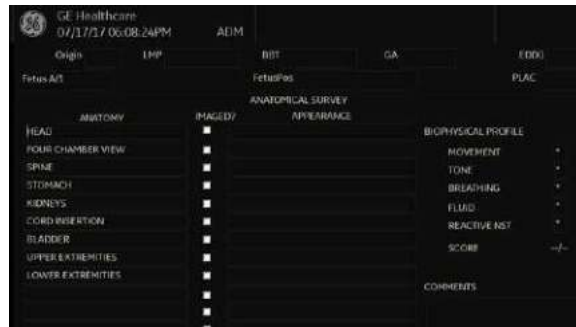 GE Healthcare
07/17/17 06:08:24PM ADM
Origin LMP BBT GA EDD
Fetus A/1 FetusPos PLAC
ANATOMICAL SURVEY
ANATOMY IMAGED? APPEARANCE
HEAD
FOUR CHAMBER VIEW
SPINE
STOMACH
KIDNEYS
CORD INSERTION
BLADDER
UPPER EXTREMITIES
LOWER EXTREMITIES
BIOPHYSICAL PROFILE
MOVEMENT *
TONE *
BREATHING *
FLUID *
REACTIVE NST *
SCORE --/--
COMMENTS